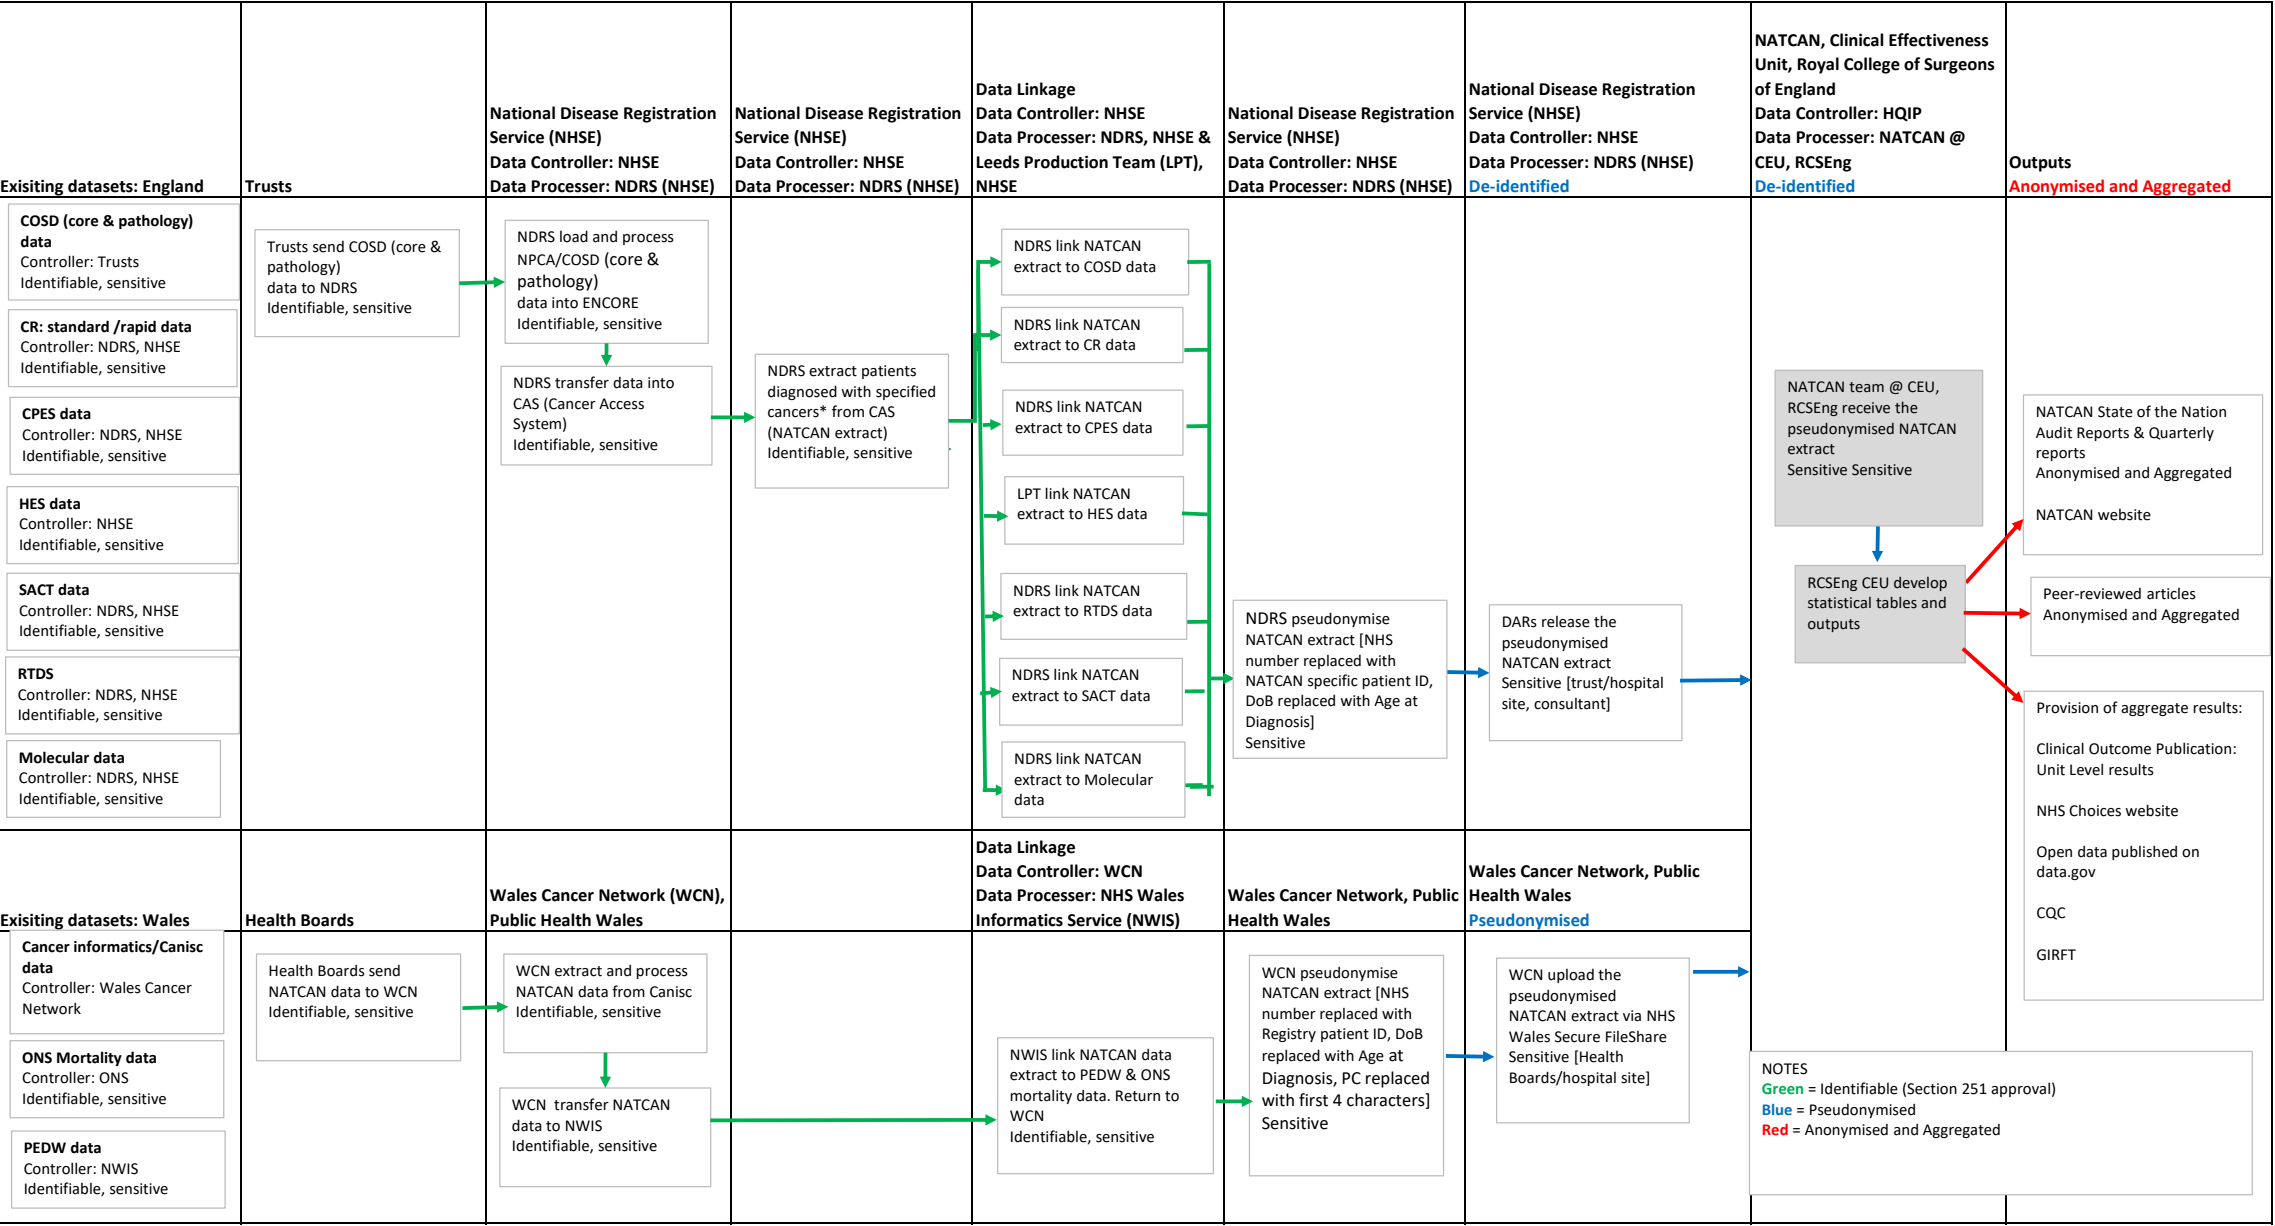 Exisiting datasets: England
Trusts
National Disease Registration
Service (NHSE)
Data Controller: NHSE
Data Processer: NDRS (NHSE)
National Disease Registration
Service (NHSE)
Data Controller: NHSE
Data Processer: NDRS (NHSE)
Data Linkage
Data Controller: NHSE
Data Processer: NDRS, NHSE &
Leeds Production Team (LPT),
NHSE
National Disease Registration
Service (NHSE)
Data Controller: NHSE
Data Processer: NDRS (NHSE)
National Disease Registration
Service (NHSE)
Data Controller: NHSE
Data Processer: NDRS (NHSE)
De-identified
NATCAN, Clinical Effectiveness
Unit, Royal College of Surgeons
of England
Data Controller: HQIP
Data Processer: NATCAN @
CEU, RCSEng
De-identified
Outputs
Anonymised and Aggregated
COSD (core & pathology)
data
Controller: Trusts
Identifiable, sensitive
CR: standard /rapid data
Controller: NDRS, NHSE
Identifiable, sensitive
CPES data
Controller: NDRS, NHSE
Identifiable, sensitive
HES data
Controller: NHSE
Identifiable, sensitive
SACT data
Controller: NDRS, NHSE
Identifiable, sensitive
RTDS
Controller: NDRS, NHSE
Identifiable, sensitive
Molecular data
Controller: NDRS, NHSE
Identifiable, sensitive
Trusts send COSD (core &
pathology)
data to NDRS
Identifiable, sensitive
NDRS load and process
NPCA/COSD (core &
pathology)
data into ENCORE
Identifiable, sensitive
NDRS transfer data into
CAS (Cancer Access
System)
Identifiable, sensitive
NDRS extract patients
diagnosed with specified
cancers* from CAS
(NATCAN extract)
Identifiable, sensitive
NDRS link NATCAN
extract to COSD data
NDRS link NATCAN
extract to CR data
NDRS link NATCAN
extract to CPES data
LPT link NATCAN
extract to HES data
NDRS link NATCAN
extract to RTDS data
NDRS link NATCAN
extract to SACT data
NDRS link NATCAN
extract to Molecular
data
NDRS pseudonymise
NATCAN extract [NHS
number replaced with
NATCAN specific patient ID,
DoB replaced with Age at
Diagnosis]
Sensitive
DARs release the
pseudonymised
NATCAN extract
Sensitive [trust/hospital
site, consultant]
NATCAN team @ CEU,
RCSEng receive the
pseudonymised NATCAN
extract
Sensitive Sensitive
RCSEng CEU develop
statistical tables and
outputs
NATCAN State of the Nation
Audit Reports & Quarterly
reports
Anonymised and Aggregated
NATCAN website
Peer-reviewed articles
Anonymised and Aggregated
Provision of aggregate results:
Clinical Outcome Publication:
Unit Level results
NHS Choices website
Open data published on
data.gov
CQC
GIRFT
Exisiting datasets: Wales
Health Boards
Wales Cancer Network (WCN),
Public Health Wales
Data Linkage
Data Controller: WCN
Data Processer: NHS Wales
Informatics Service (NWIS)
Wales Cancer Network, Public
Health Wales
Wales Cancer Network, Public
Health Wales
Pseudonymised
Cancer informatics/Canisc
data
Controller: Wales Cancer
Network
ONS Mortality data
Controller: ONS
Identifiable, sensitive
PEDW data
Controller: NWIS
Identifiable, sensitive
Health Boards send
NATCAN data to WCN
Identifiable, sensitive
WCN extract and process
NATCAN data from Canisc
Identifiable, sensitive
WCN  transfer NATCAN
data to NWIS
Identifiable, sensitive
NWIS link NATCAN data
extract to PEDW & ONS
mortality data. Return to
WCN
Identifiable, sensitive
WCN pseudonymise
NATCAN extract [NHS
number replaced with
Registry patient ID, DoB
replaced with Age at
Diagnosis, PC replaced
with first 4 characters]
Sensitive
WCN upload the
pseudonymised
NATCAN extract via NHS
Wales Secure FileShare
Sensitive [Health
Boards/hospital site]
NOTES
Green = Identifiable (Section 251 approval)
Blue = Pseudonymised
Red = Anonymised and Aggregated